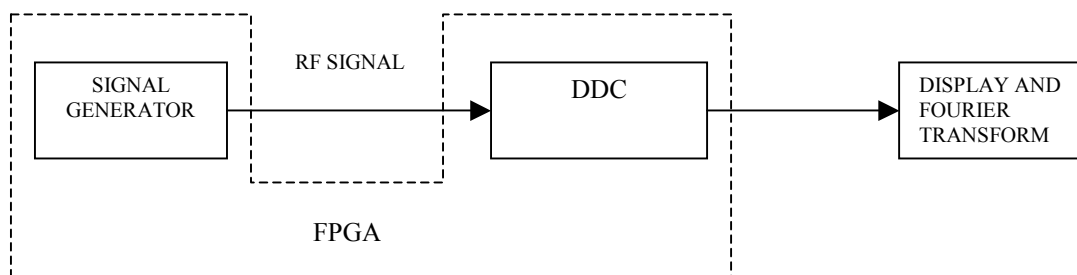 RF SIGNAL
SIGNAL
GENERATOR
DDC
DISPLAY AND
FOURIER
TRANSFORM
FPGA